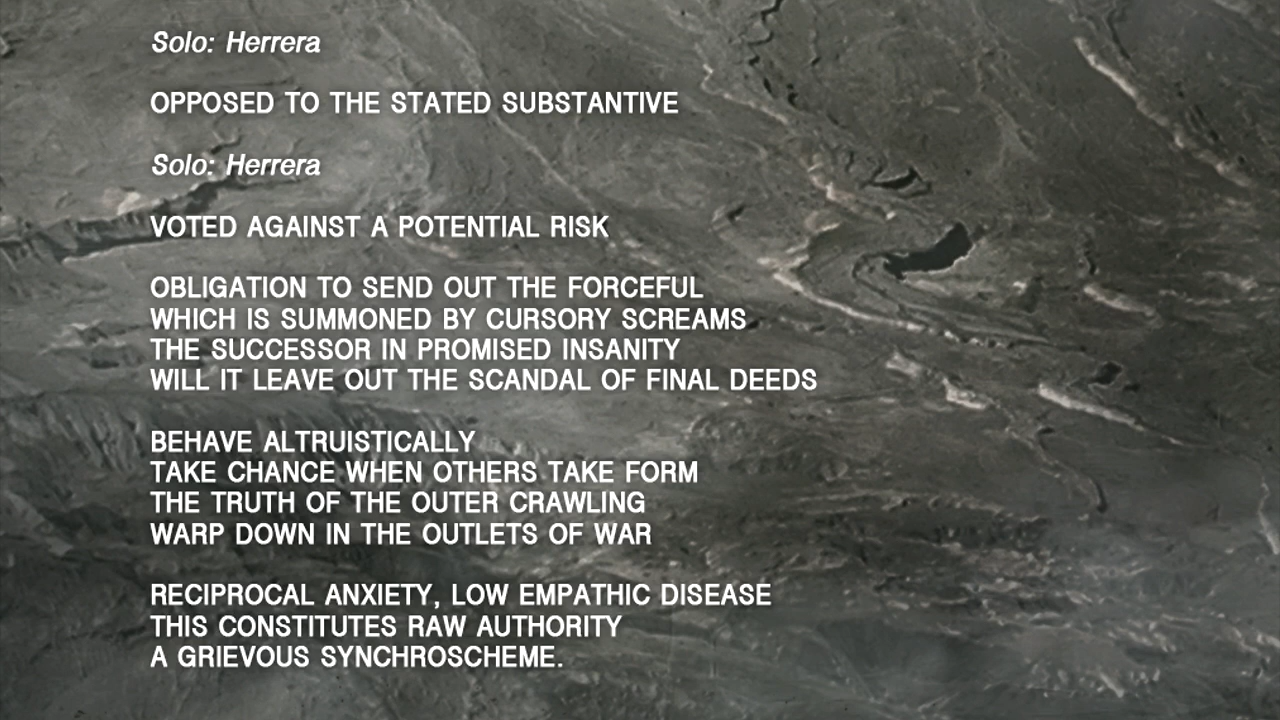 Solo: Herrera
OPPOSED TO THE STATED SUBSTANTIVE
Solo: Herrera
VOTED AGAINST A POTENTIAL RISK
OBLIGATION TO SEND OUT THE FORCEFUL
WHICH IS SUMMONED BY CURSORY SCREAMS
THE SUCCESSOR IN PROMISED INSANITY
WILL IT LEAVE OUT THE SCANDAL OF FINAL DEEDS
BEHAVE ALTRUISTICALLY
TAKE CHANCE WHEN OTHERS TAKE FORM
THE TRUTH OF THE OUTER CRAWLING
WARP DOWN IN THE OUTLETS OF WAR
RECIPROCAL ANXIETY, LOW EMPATHIC DISEASE
THIS CONSTITUTES RAW AUTHORITY
A GRIEVOUS SYNCHROSCHEME.